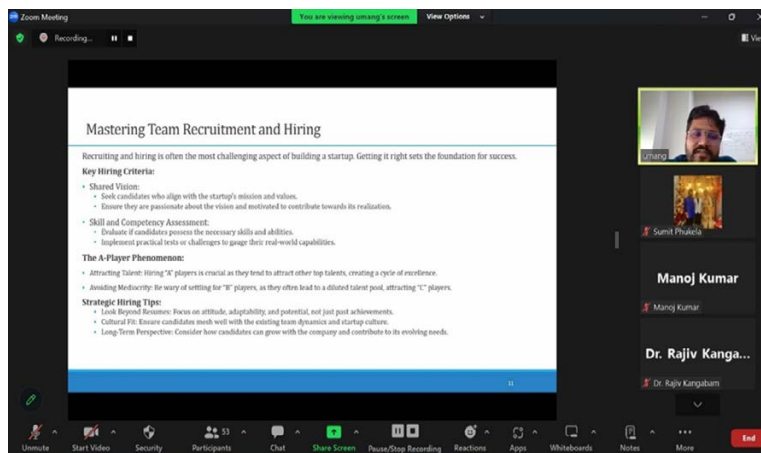 Zoom Meeting
You are viewing umang's screen
View Options
Recording...
Vie
Mastering Team Recruitment and Hiring
Recruiting and hiring is often the most challenging aspect of building a startup. Getting it right sets the foundation for success.
Key Hiring Criteria:
• Shared Vision:
• Seek candidates who align with the startup's mission and values.
• Ensure they are passionate about the vision and motivated to contribute towards its realization.
• Skill and Competency Assessment:
• Evaluate if candidates possess the necessary skills and abilities.
• Implement practical tests or challenges to gauge their real-world capabilities.
The A-Player Phenomenon:
• Attracting Talent: Hiring "A" players is crucial as they tend to attract other top talents, creating a cycle of excellence.
• Avoiding Mediocrity: Be wary of settling for "B" players, as they often lead to a diluted talent pool, attracting "C" players.
Strategic Hiring Tips:
• Look Beyond Resumes: Focus on attitude, adaptability, and potential, not just past achievements.
• Cultural Fit: Ensure candidates mesh well with the existing team dynamics and startup culture.
• Long-Term Perspective: Consider how candidates can grow with the company and contribute to its evolving needs.
11
umang
Sumit Phukela
Manoj Kumar
Manoj Kumar
Dr. Rajiv Kanga...
Dr. Rajiv Kangabam
Unmute
Start Video
Security
53
Participants
Chat
Share Screen
Pause/Stop Recording
Reactions
Apps
Whiteboards
Notes
More
End